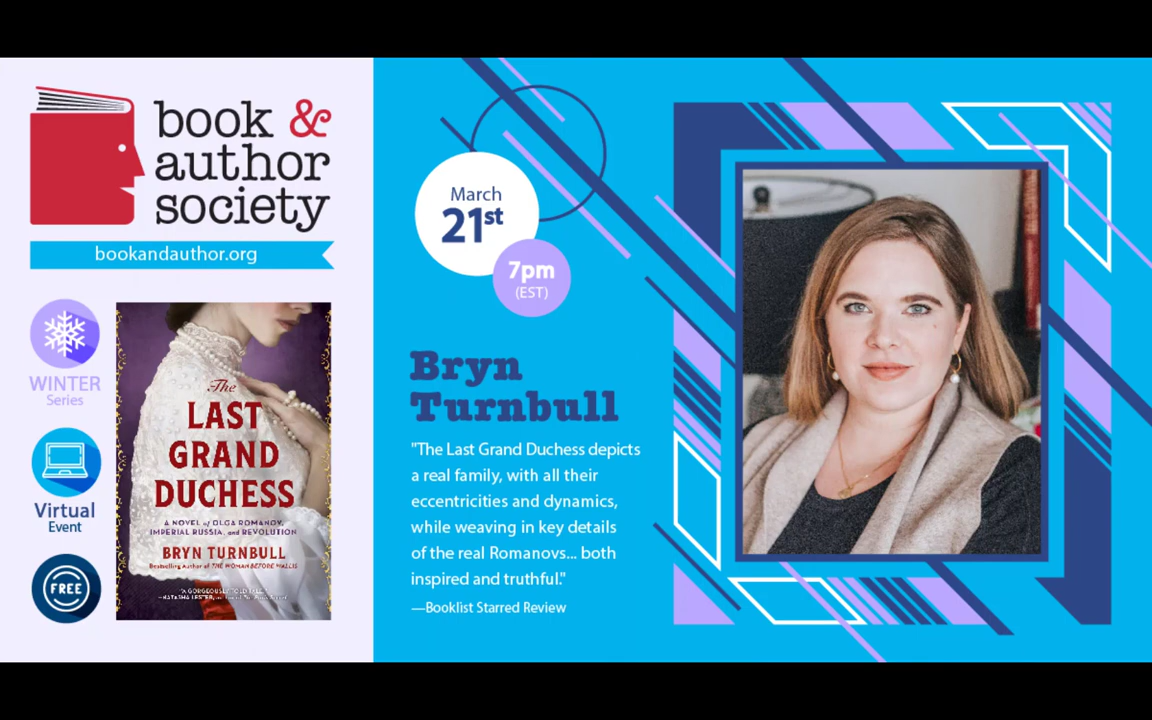 book &
author
society
bookandauthor.org
WINTER
Series
Virtual
Event
FREE
The
LAST
GRAND
DUCHESS
A NOVEL of OLGA ROMANOV,
IMPERIAL RUSSIA, and REVOLUTION
BRYN TURNBULL
Bestselling Author of THE WOMAN BEFORE WALLIS
"A GORGEOUSLY TOLD TALE."
March
21st
7pm
(EST)
Bryn
Turnbull
"The Last Grand Duchess depicts
a real family, with all their
eccentricities and dynamics,
while weaving in key details
of the real Romanovs... both
inspired and truthful."
—Booklist Starred Review